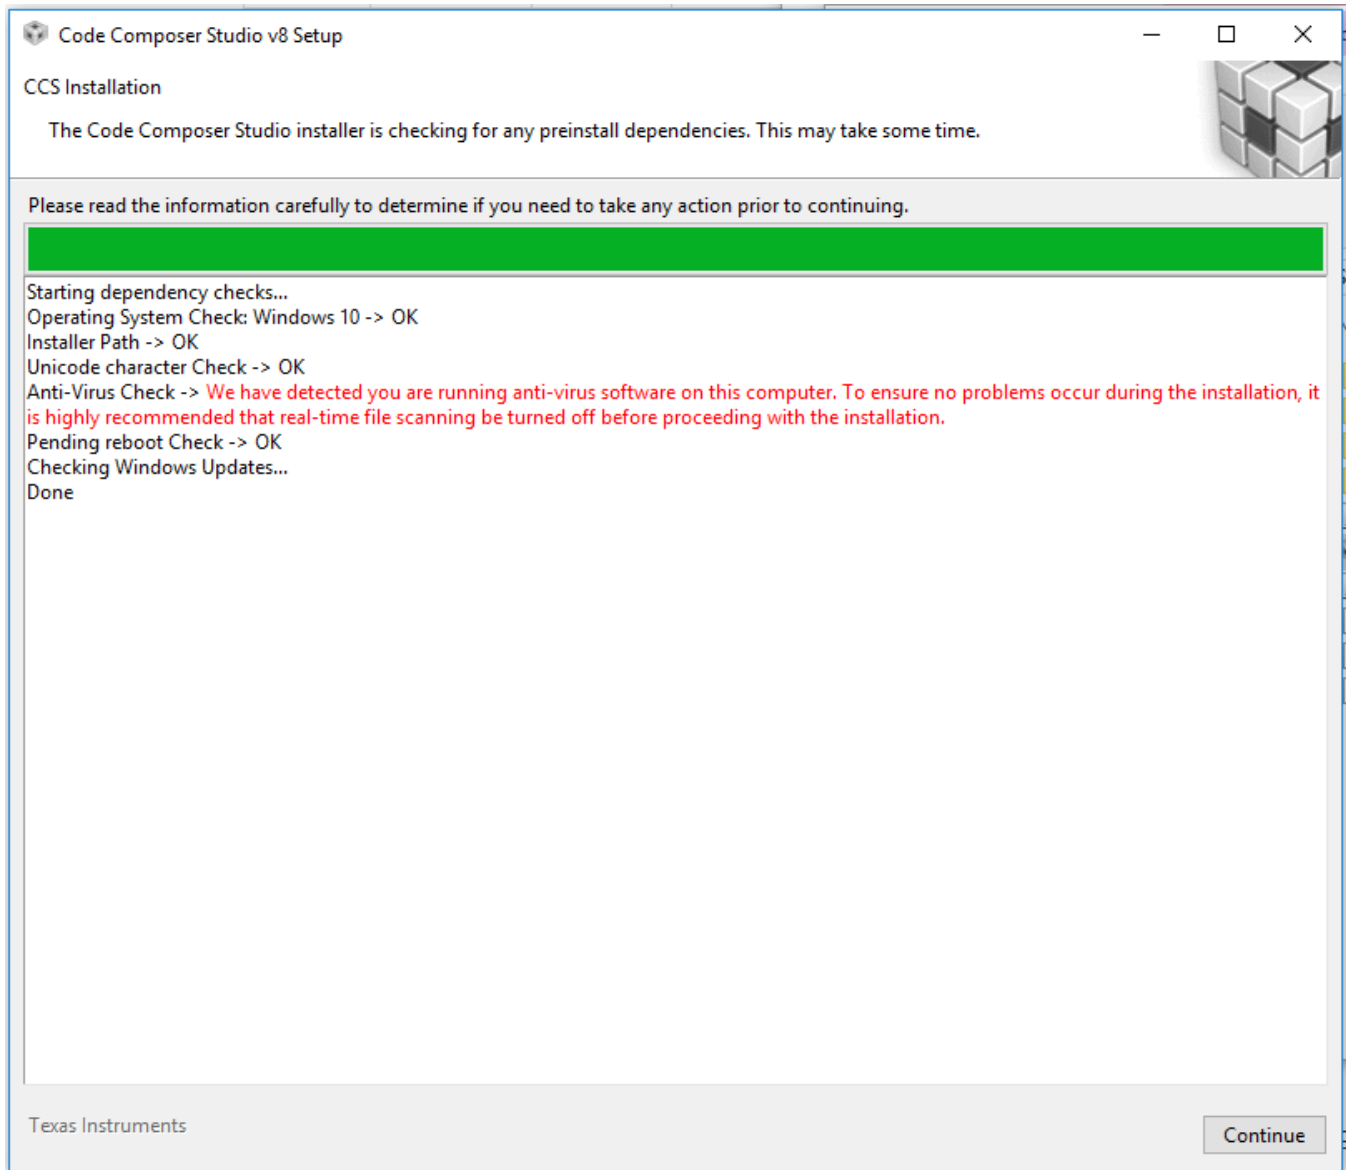 Code Composer Studio v8 Setup
CCS Installation
The Code Composer Studio installer is checking for any preinstall dependencies. This may take some time.
Please read the information carefully to determine if you need to take any action prior to continuing.
Starting dependency checks...
Operating System Check: Windows 10 -> OK
Installer Path -> OK
Unicode character Check -> OK
Anti-Virus Check -> We have detected you are running anti-virus software on this computer. To ensure no problems occur during the installation, it
is highly recommended that real-time file scanning be turned off before proceeding with the installation.
Pending reboot Check -> OK
Checking Windows Updates...
Done
Texas Instruments
Continue